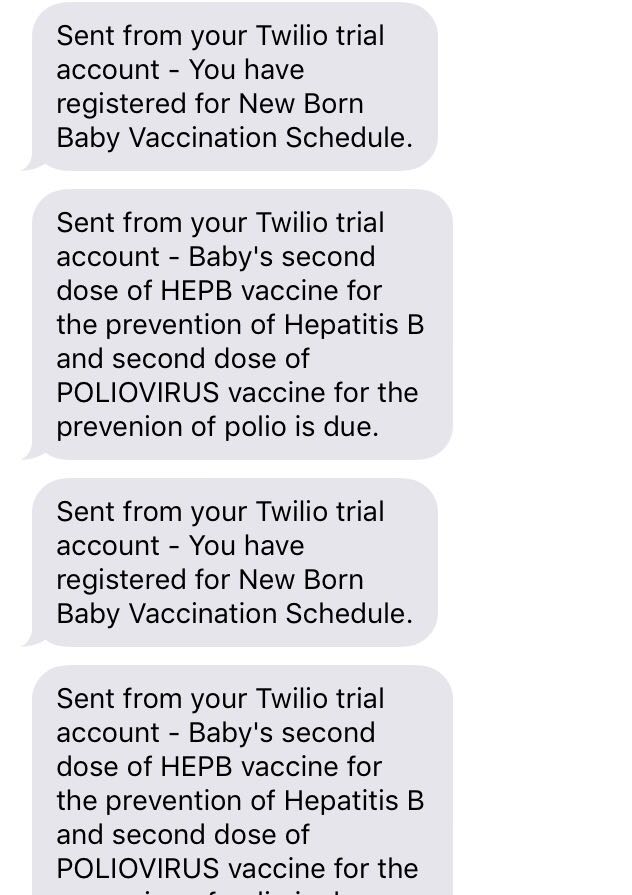 Sent from your Twilio trial
account - You have
registered for New Born
Baby Vaccination Schedule.
Sent from your Twilio trial
account - Baby's second
dose of HEPB vaccine for
the prevention of Hepatitis B
and second dose of
POLIOVIRUS vaccine for the
prevenion of polio is due.
Sent from your Twilio trial
account - You have
registered for New Born
Baby Vaccination Schedule.
Sent from your Twilio trial
account - Baby's second
dose of HEPB vaccine for
the prevention of Hepatitis B
and second dose of
POLIOVIRUS vaccine for the